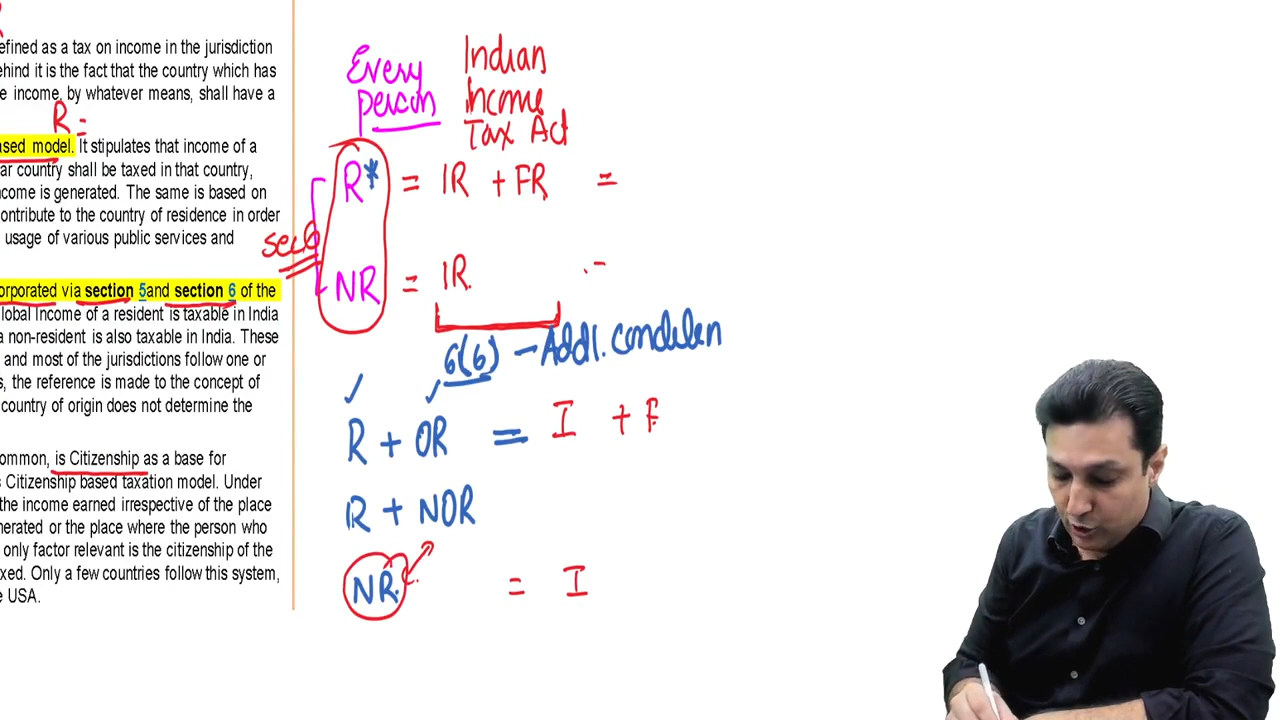 efined as a tax on income in the jurisdiction
ehind it is the fact that the country which has
e income, by whatever means, shall have a
R =
ased model. It stipulates that income of a
ar country shall be taxed in that country,
ncome is generated. The same is based on
ontribute to the country of residence in order
usage of various public services and
orporated via section 5and section 6 of the
lobal Income of a resident is taxable in India
a non-resident is also taxable in India. These
and most of the jurisdictions follow one or
s, the reference is made to the concept of
country of origin does not determine the
ommon, is Citizenship as a base for
s Citizenship based taxation model. Under
the income earned irrespective of the place
nerated or the place where the person who
only factor relevant is the citizenship of the
xed. Only a few countries follow this system,
e USA.
Every person
Indian Income Tax Act
R* = IR + FR =
sec 6
NR = IR
6(6) - Addl. condition
R + OR = I + F
R + NOR
NR = I